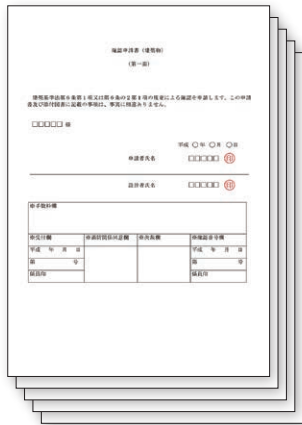 確認申請書（建築物）
（第一面）
建築基準法第6条第1項又は第6条の2第1項の規定による確認を申請します。この申請
書及び添付図書に記載の事項は、事実に相違ありません。
□□□□□ 様
平成 〇年 〇月 〇日
申請者氏名 □□□□□ 印
設計者氏名 □□□□□ 印
※手数料欄
※受付欄 ※消防関係同意欄 ※決裁欄 ※確認番号欄
平成 年 月 日 平成 年 月 日
第 号 第 号
係員印 係員印